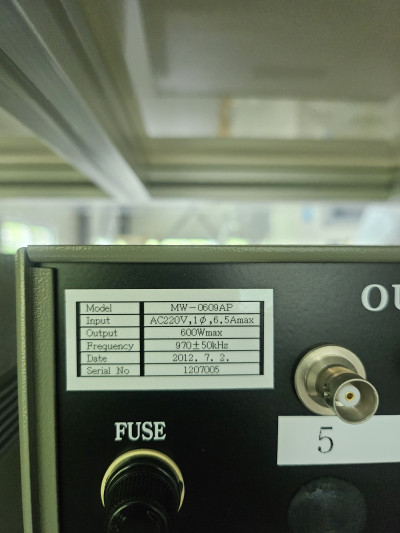 OU
Model MW-0609AP
Input AC220V,1φ,6.5Amax
Output 600Wmax
Frequency 970±50kHz
Date 2012. 7. 2.
Serial No 1207005
5
FUSE